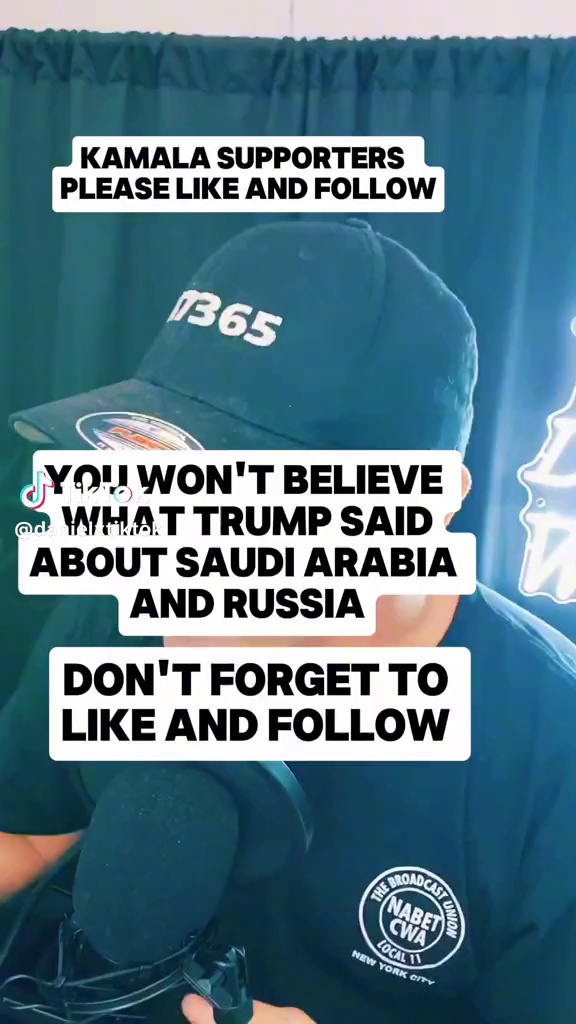 KAMALA SUPPORTERS
PLEASE LIKE AND FOLLOW
365
YOU WON'T BELIEVE
WHAT TRUMP SAID
ABOUT SAUDI ARABIA
AND RUSSIA
TikTok
DON'T FORGET TO
LIKE AND FOLLOW
THE BROADCAST UNION
NABET
CWA
LOCAL 11
NEW YORK CITY